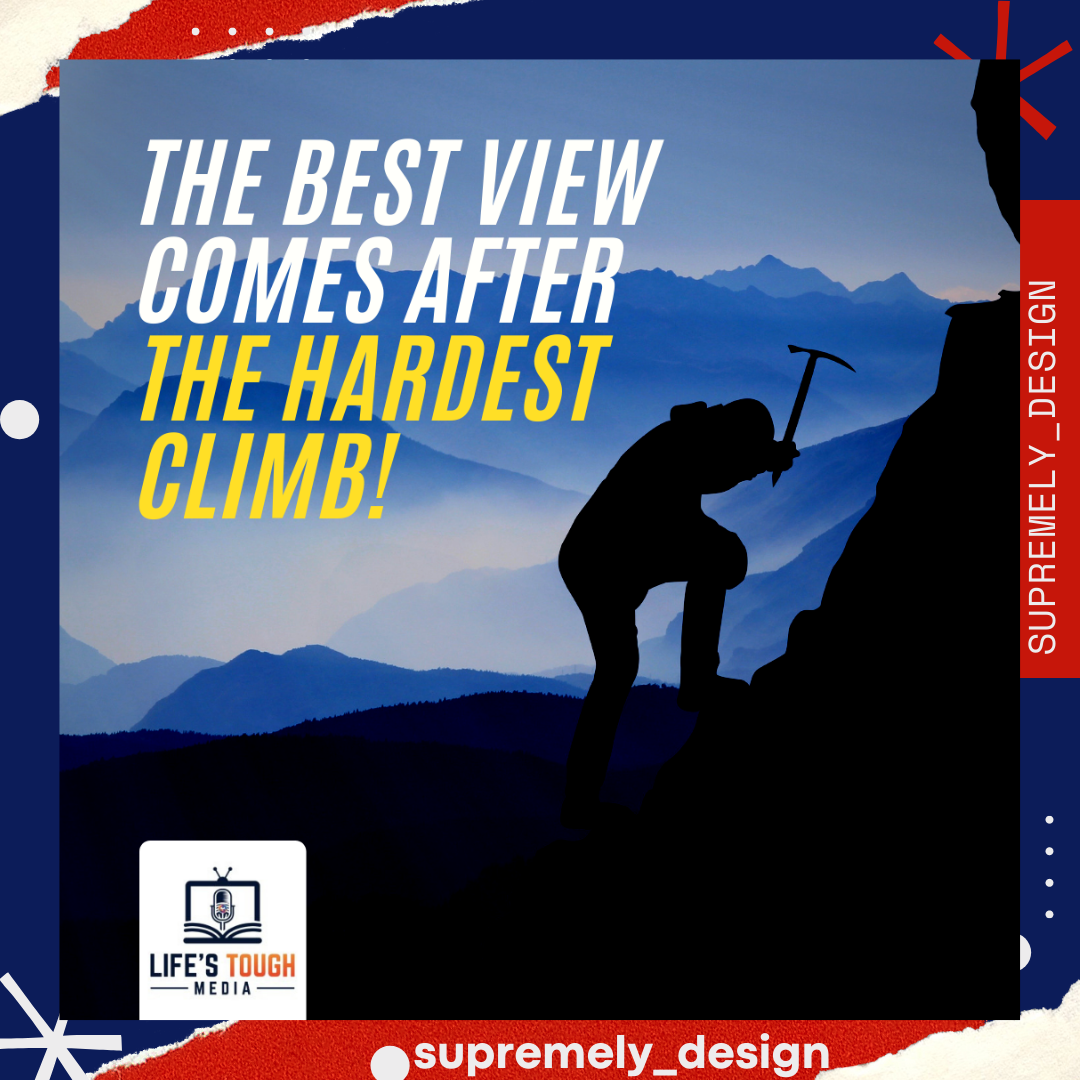 THE BEST VIEW
COMES AFTER
THE HARDEST
CLIMB!
SUPREMELY_DESIGN
LIFE'S TOUGH
MEDIA
supremely_design